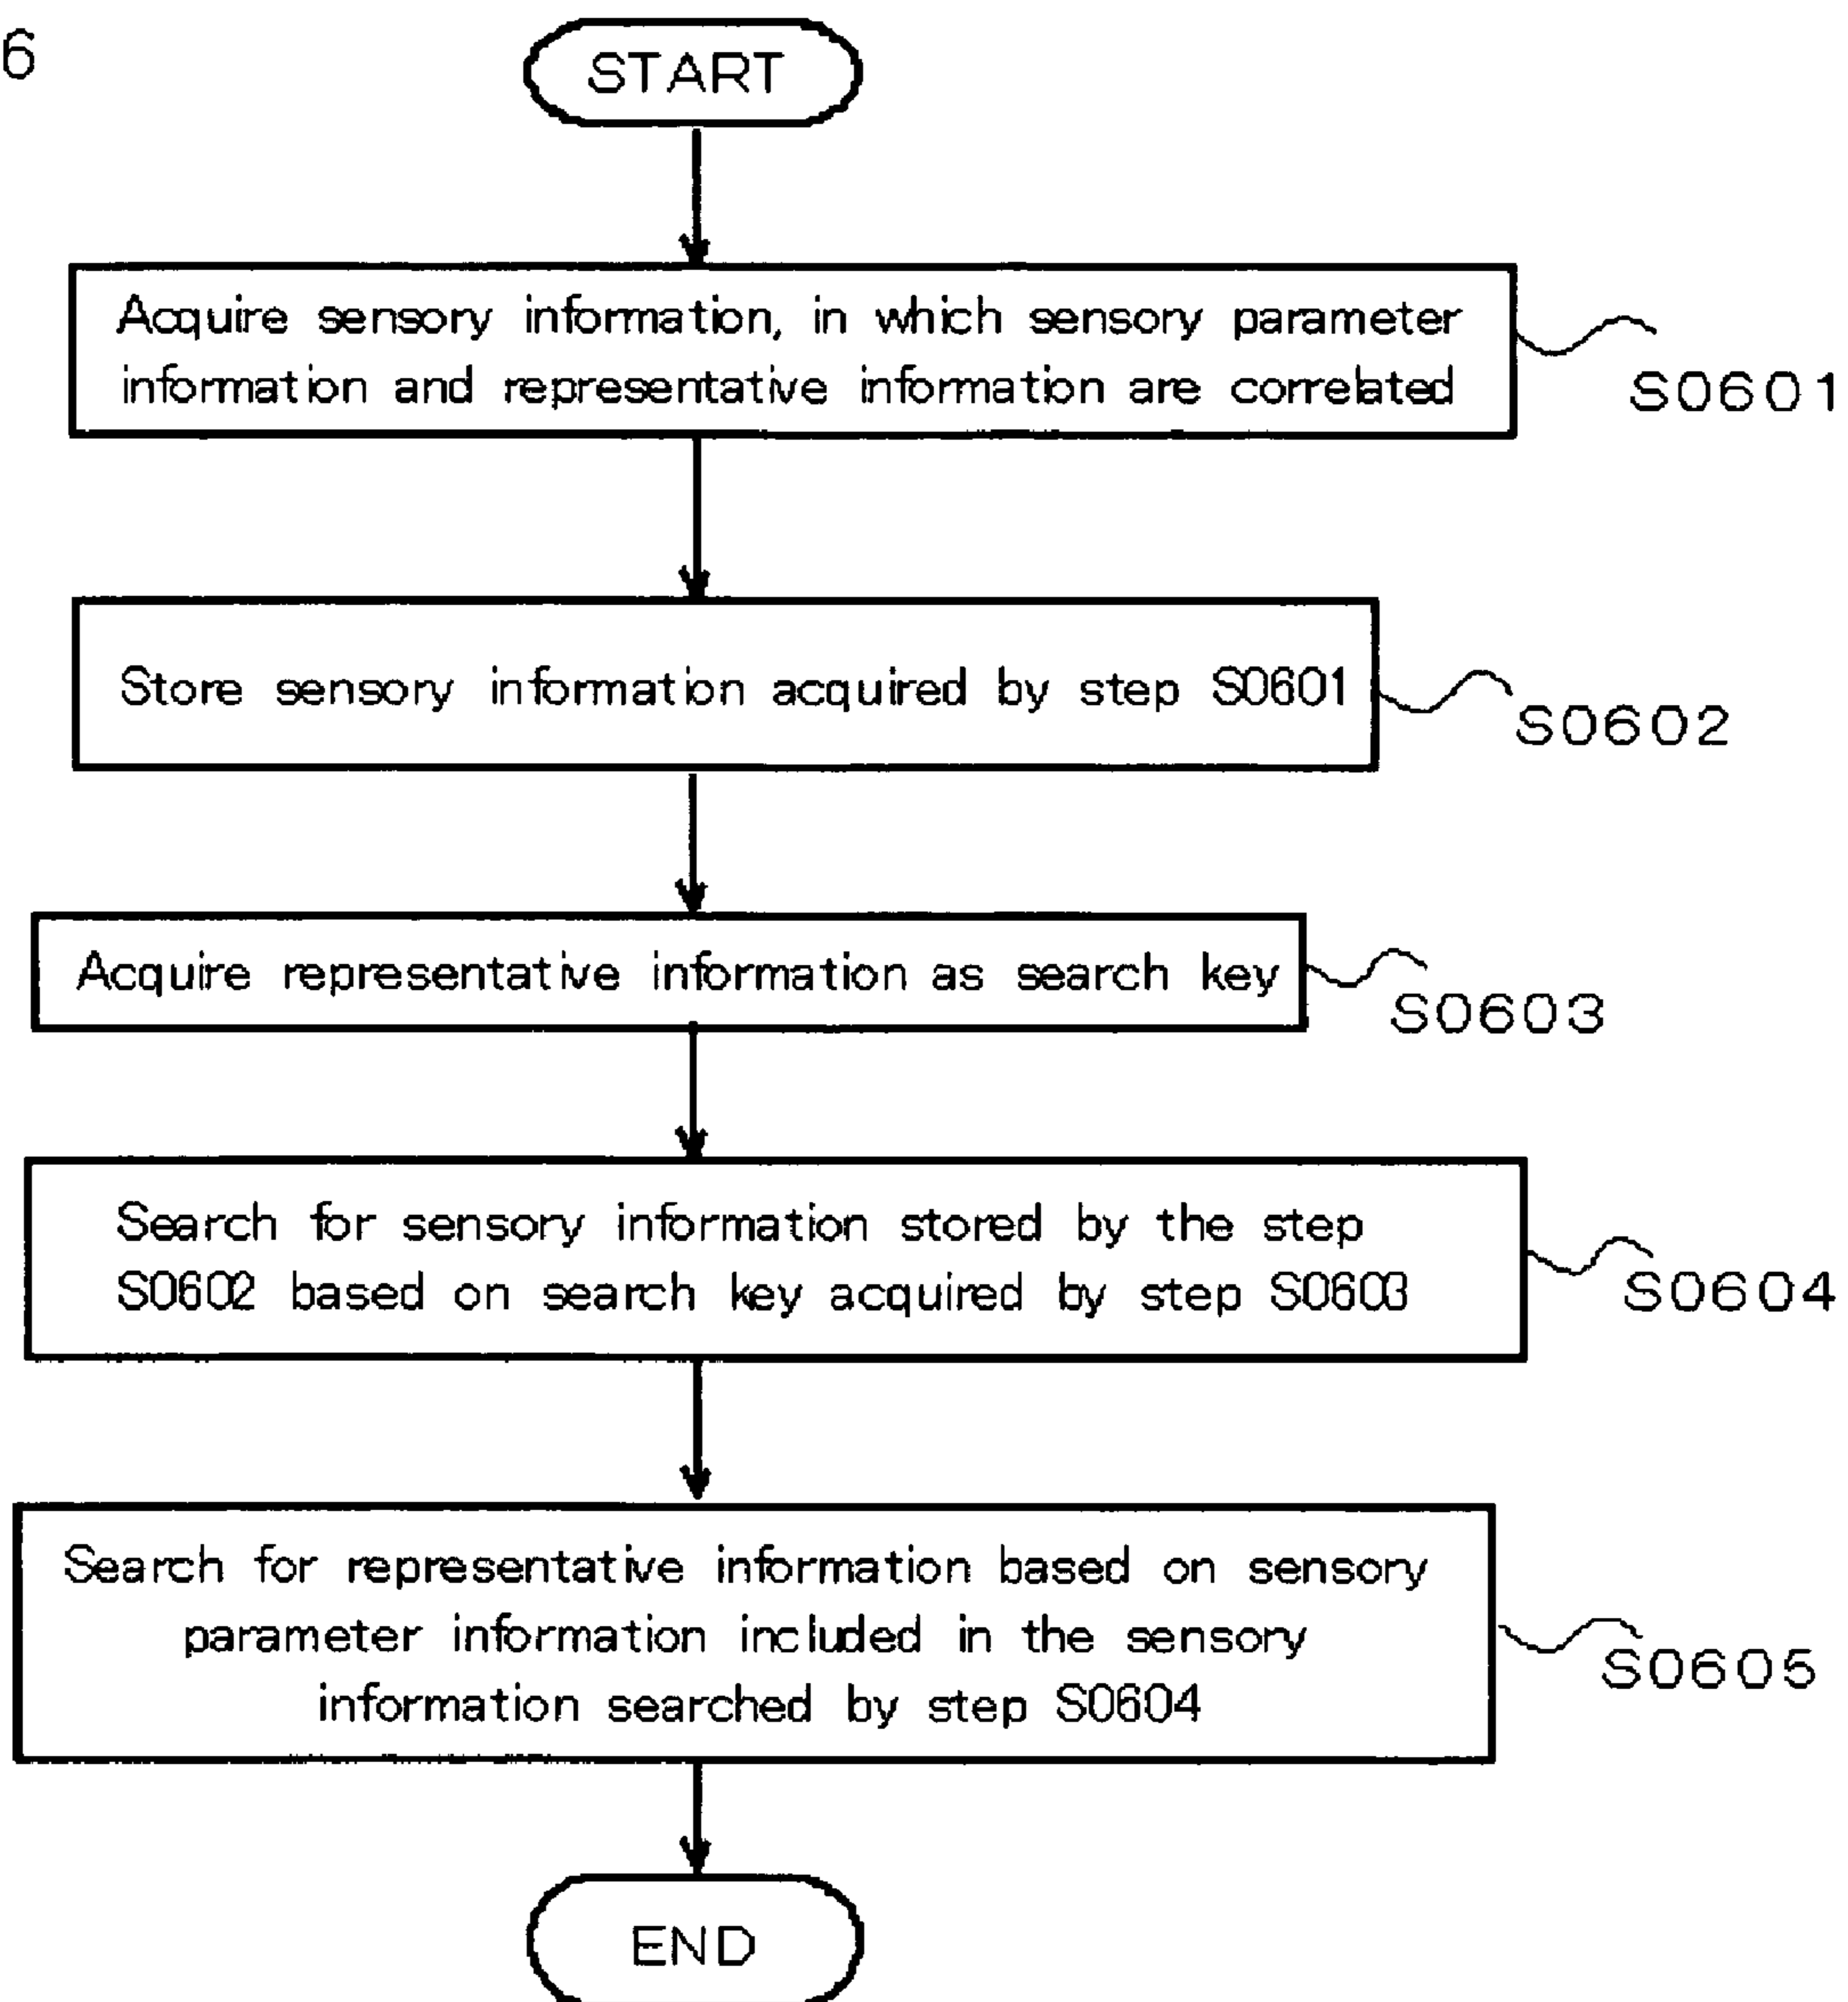 6
START
Acquire sensory information, in which sensory parameter
information and representative information are correlated
S0601
Store sensory information acquired by step S0601
S0602
Acquire representative information as search key
S0603
Search for sensory information stored by the step
S0602 based on search key acquired by step S0603
S0604
Search for representative information based on sensory
parameter information included in the sensory
information searched by step S0604
S0605
END